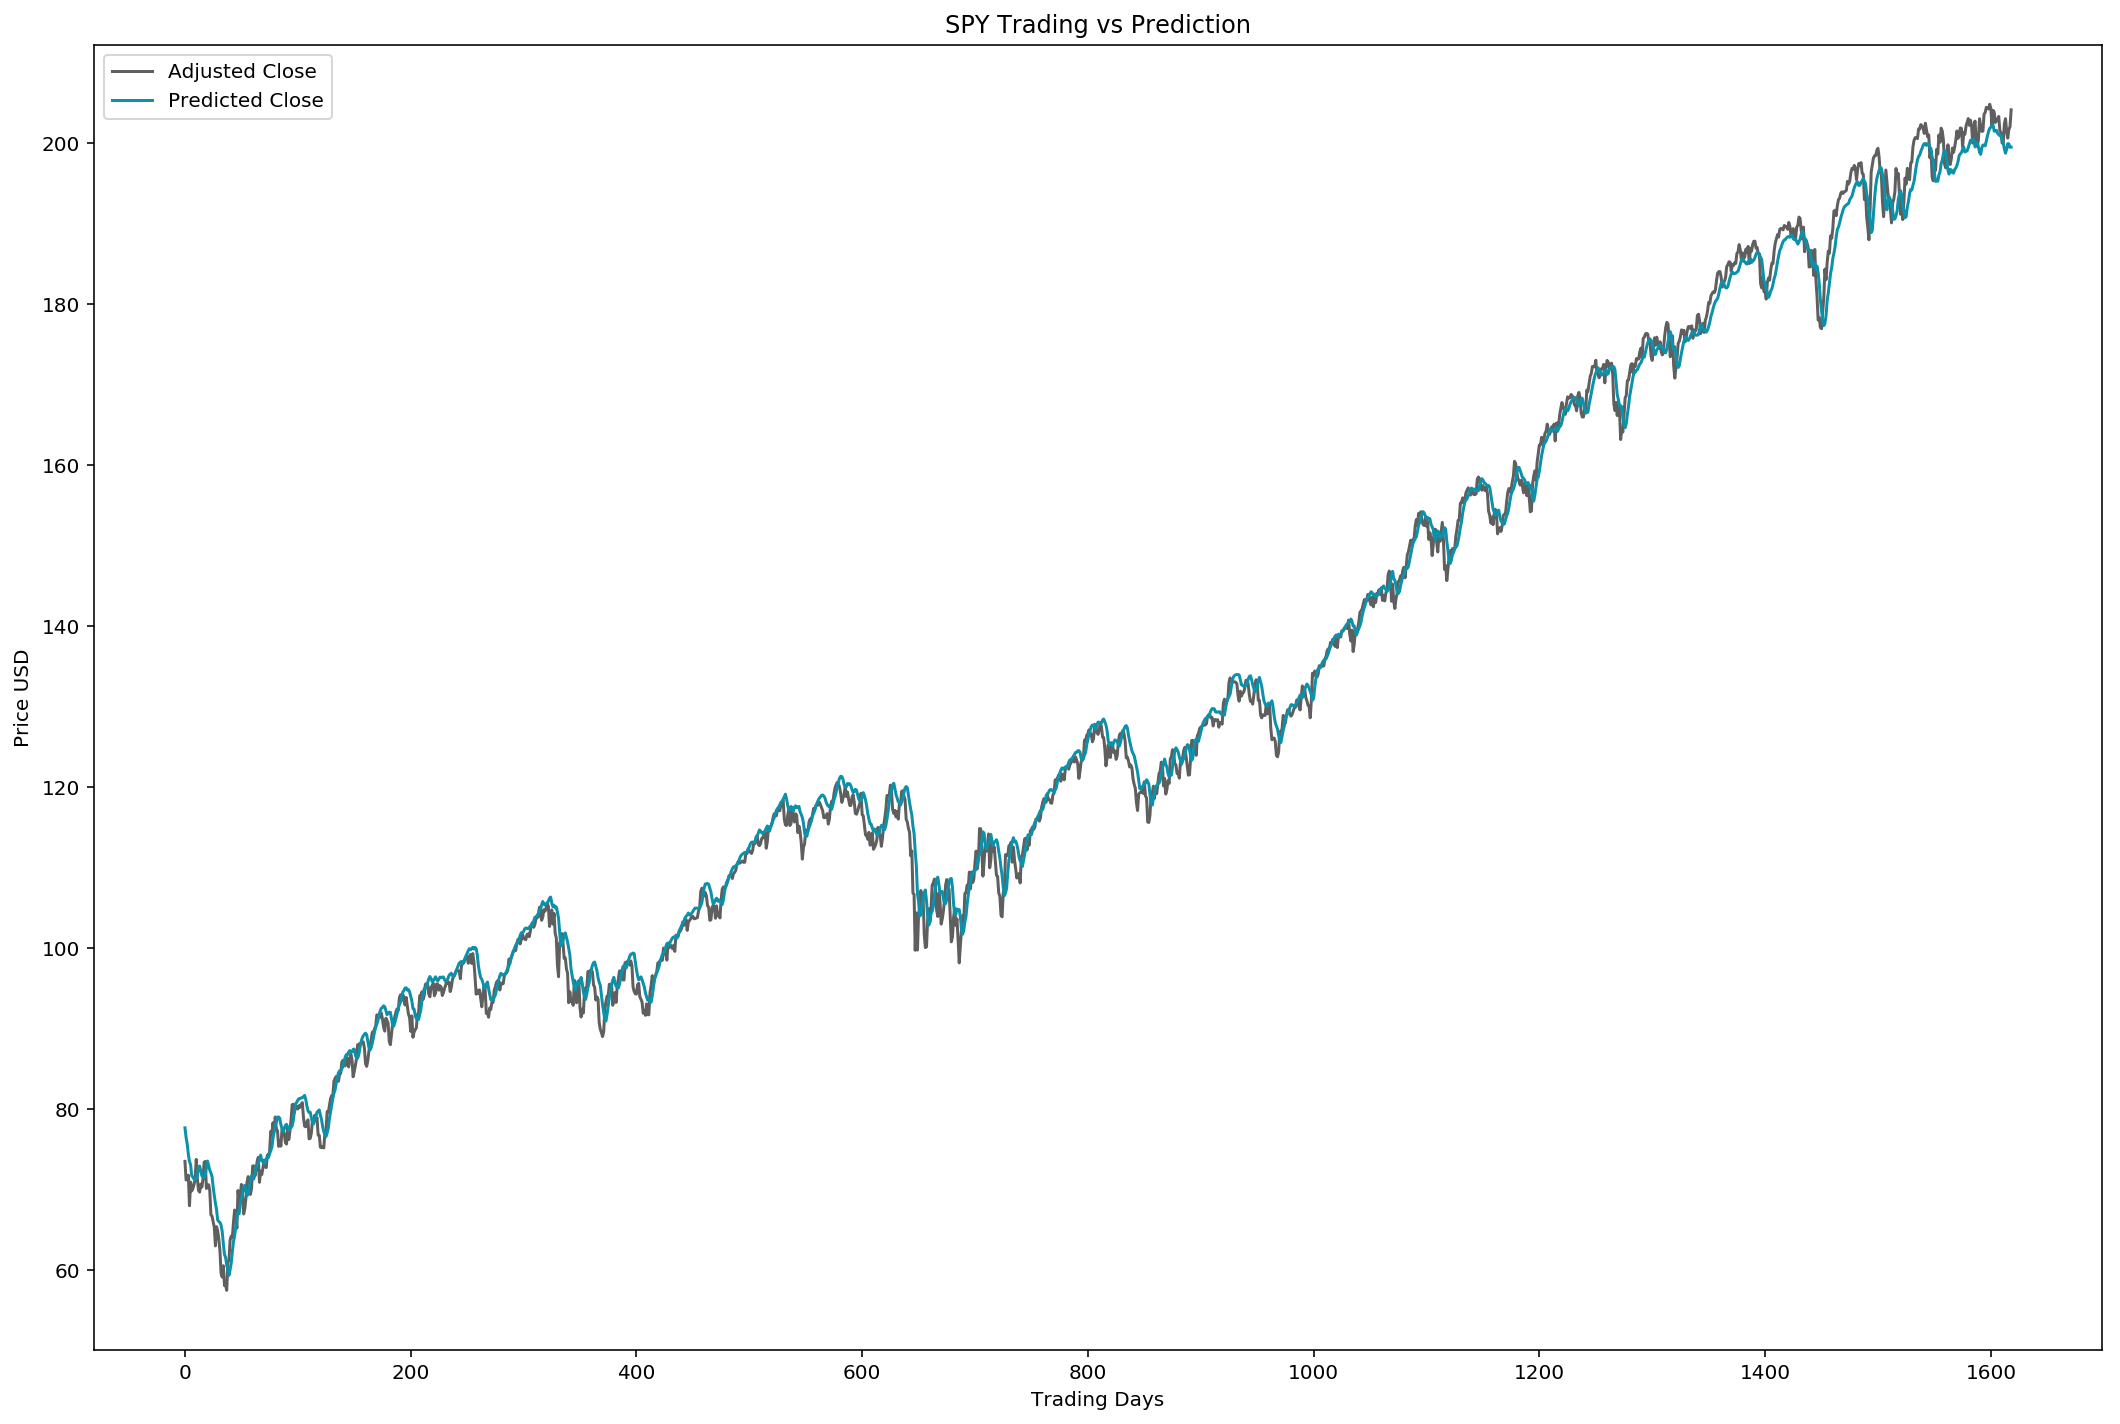 SPY Trading vs Prediction
Adjusted Close
Predicted Close
200
180
160
140
120
100
80
60
Price USD
0 200 400 600 800 1000 1200 1400 1600
Trading Days